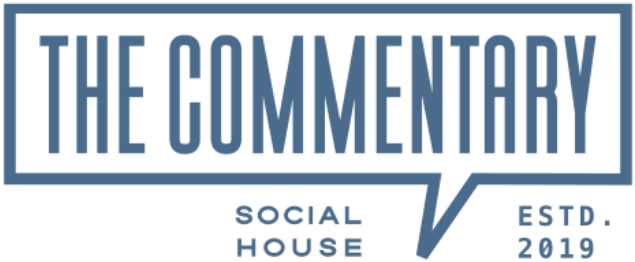 THE COMMENTARY
SOCIAL
HOUSE
ESTD.
2019